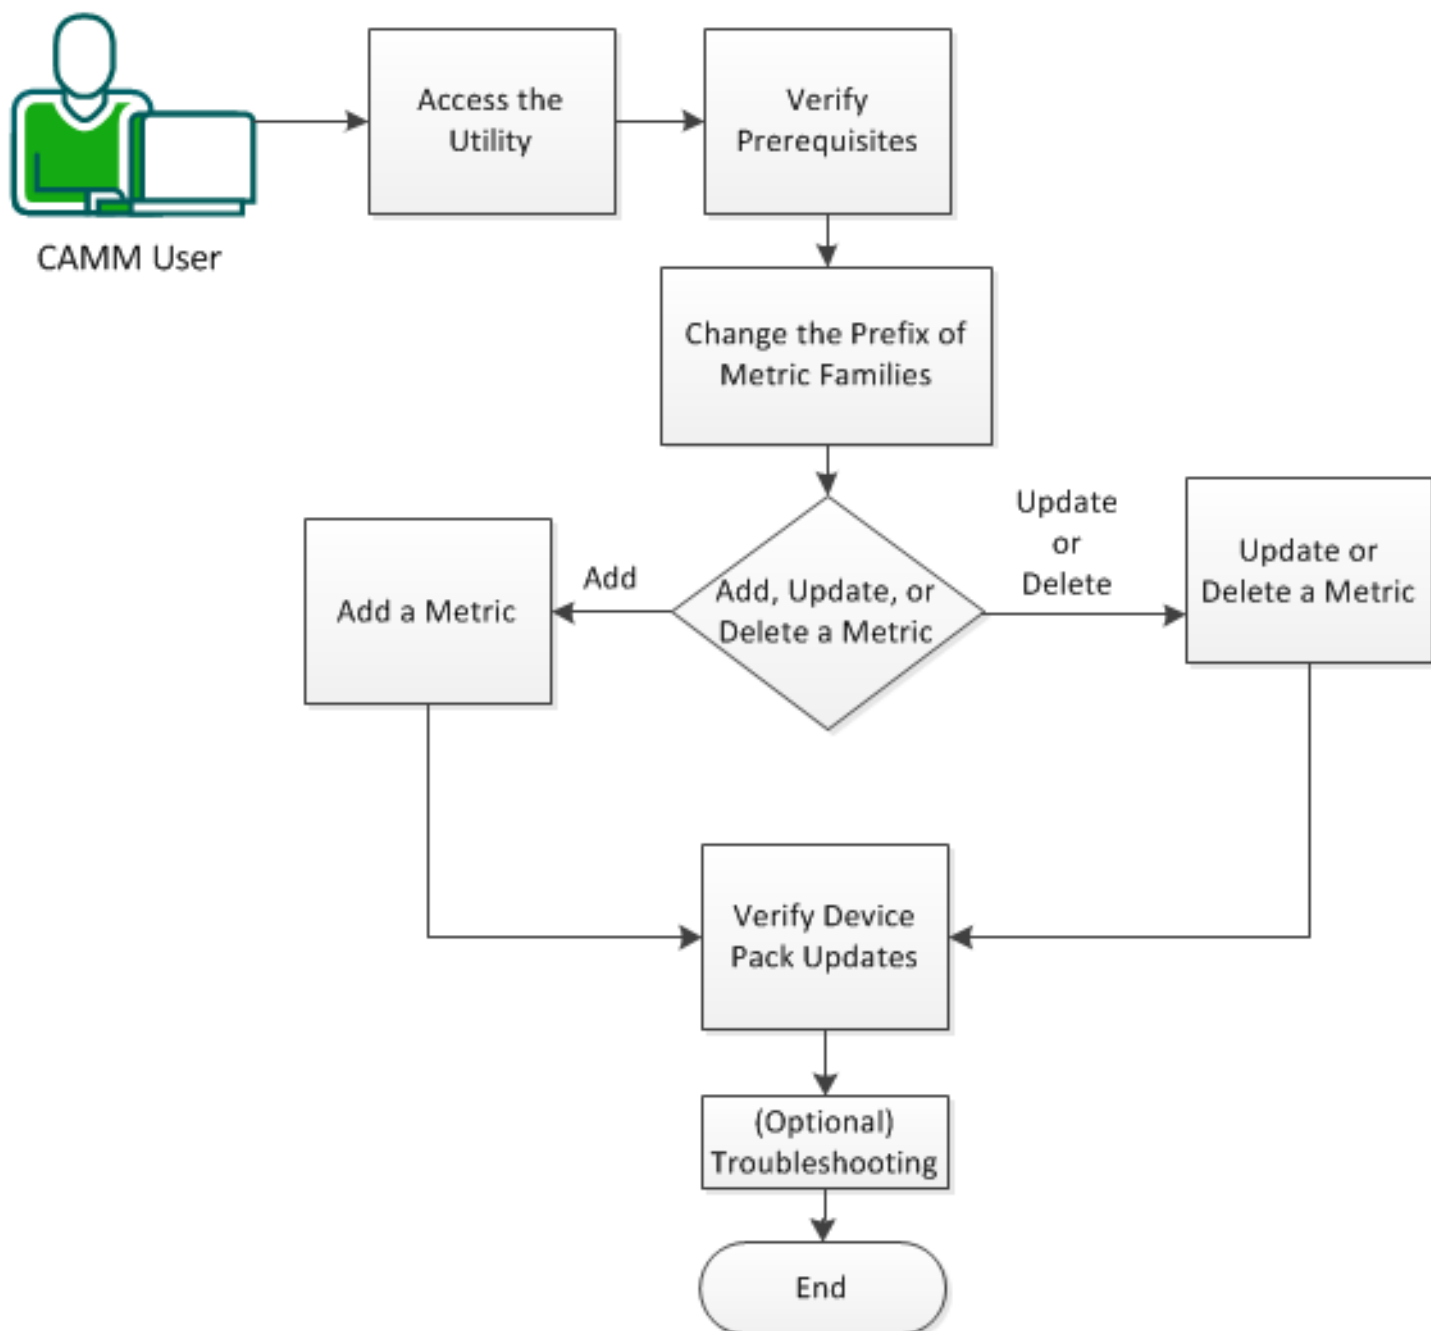 Access the
Utility
Verify
Prerequisites
CAMM User
Change the Prefix of
Metric Families
Add a Metric
Add
Add, Update, or
Delete a Metric
Update
or
Delete
Update or
Delete a Metric
Verify Device
Pack Updates
(Optional)
Troubleshooting
End